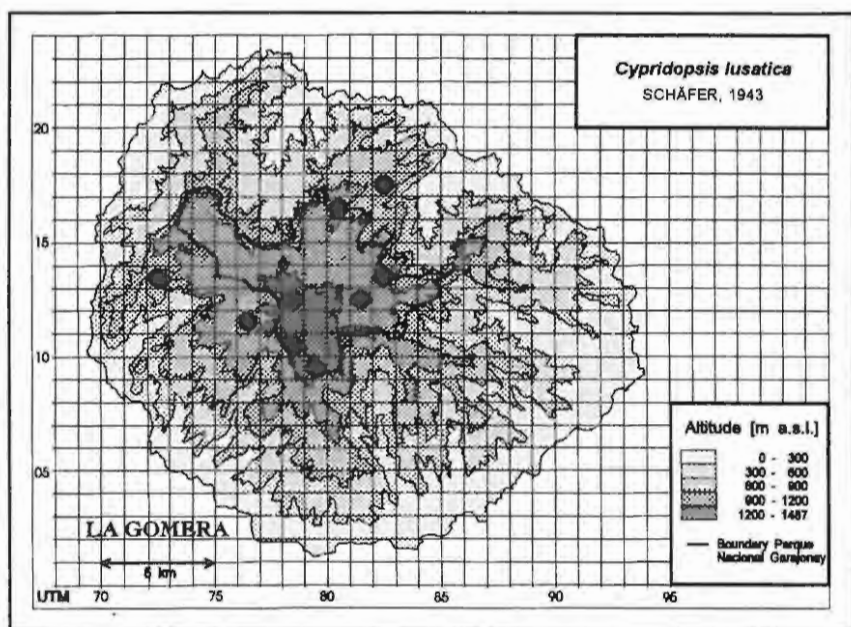 Cypridopsis lusatica
SCHÄFER, 1943
20
15
10
05
LA GOMERA
5 km
UTM 70 75 80 85 90 95
Altitude [m a.s.l.]
0 - 300
300 - 600
600 - 900
900 - 1200
1200 - 1487
Boundary Parque
Nacional Garajonay